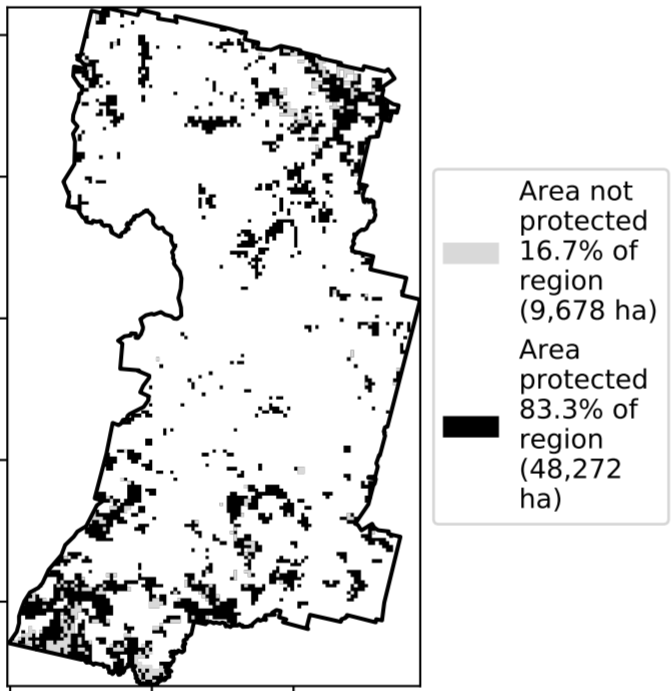 Area not
protected
16.7% of
region
(9,678 ha)
Area
protected
83.3% of
region
(48,272
ha)